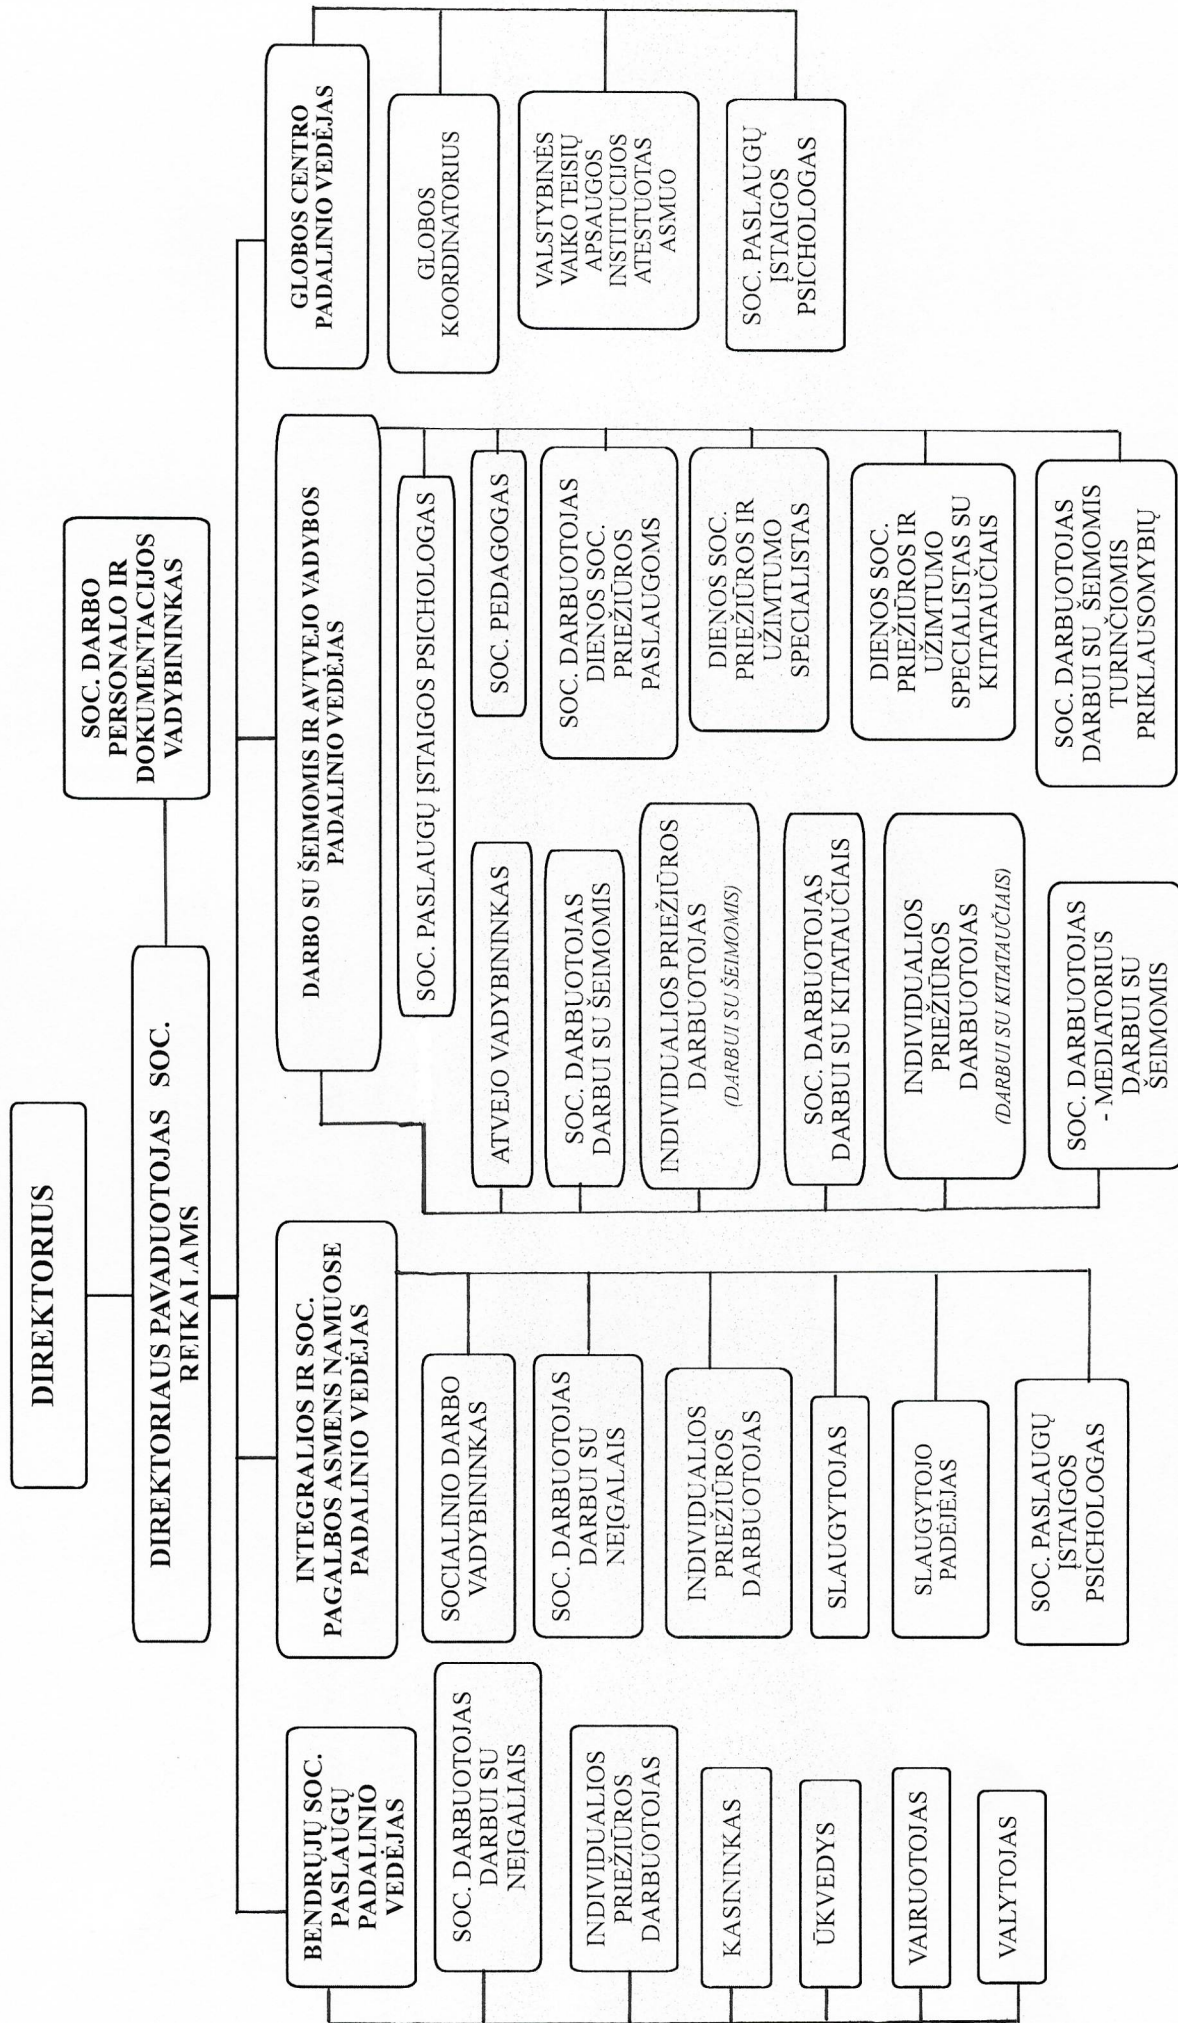 DIREKTORIUS
DIREKTORIAUS PAVADUOTOJAS SOC.
REIKALAMS
SOC. DARBO
PERSONALO IR
DOKUMENTACIJOS
VADYBININKAS
BENDRŲJŲ SOC.
PASLAUGŲ
PADALINIO
VEDĖJAS
SOC. DARBUOTOJAS
DARBUI SU
NEĮGALIAIS
INDIVIDUALIOS
PRIEŽIŪROS
DARBUOTOJAS
KASININKAS
ŪKVEDYS
VAIRUOTOJAS
VALYTOJAS
INTEGRALIOS IR SOC.
PAGALBOS ASMENS NAMUOSE
PADALINIO VEDĖJAS
SOCIALINIO DARBO
VADYBININKAS
SOC. DARBUOTOJAS
DARBUI SU
NEĮGALAIS
INDIVIDUALIOS
PRIEŽIŪROS
DARBUOTOJAS
SLAUGYTOJAS
SLAUGYTOJO
PADĖJĖJAS
SOC. PASLAUGŲ
ĮSTAIGOS
PSICHOLOGAS
DARBO SU ŠEIMOMIS IR ATVEJO VADYBOS
PADALINIO VEDĖJAS
ATVEJO VADYBININKAS
SOC. DARBUOTOJAS
DARBUI SU ŠEIMOMIS
INDIVIDUALIOS PRIEŽIŪROS
DARBUOTOJAS
(DARBUI SU ŠEIMOMIS)
SOC. DARBUOTOJAS
DARBUI SU KITATAUČIAIS
INDIVIDUALIOS
PRIEŽIŪROS
DARBUOTOJAS
(DARBUI SU KITATAUČIAIS)
SOC. DARBUOTOJAS
- MEDIATORIUS
DARBUI SU
ŠEIMOMIS
SOC. PASLAUGŲ ĮSTAIGOS PSICHOLOGAS
SOC. PEDAGOGAS
SOC. DARBUOTOJAS
DIENOS SOC.
PRIEŽIŪROS
PASLAUGOMS
DIENOS SOC.
PRIEŽIŪROS IR
UŽIMTUMO
SPECIALISTAS
DIENOS SOC.
PRIEŽIŪROS IR
UŽIMTUMO
SPECIALISTAS SU
KITATAUČIAIS
SOC. DARBUOTOJAS
DARBUI SU ŠEIMOMIS
TURINČIOMIS
PRIKLAUSOMYBIŲ
GLOBOS CENTRO
PADALINIO VEDĖJAS
GLOBOS
KOORDINATORIUS
VALSTYBINĖS
VAIKO TEISIŲ
APSAUGOS
INSTITUCIJOS
ATESTUOTAS
ASMUO
SOC. PASLAUGŲ
ĮSTAIGOS
PSICHOLOGAS